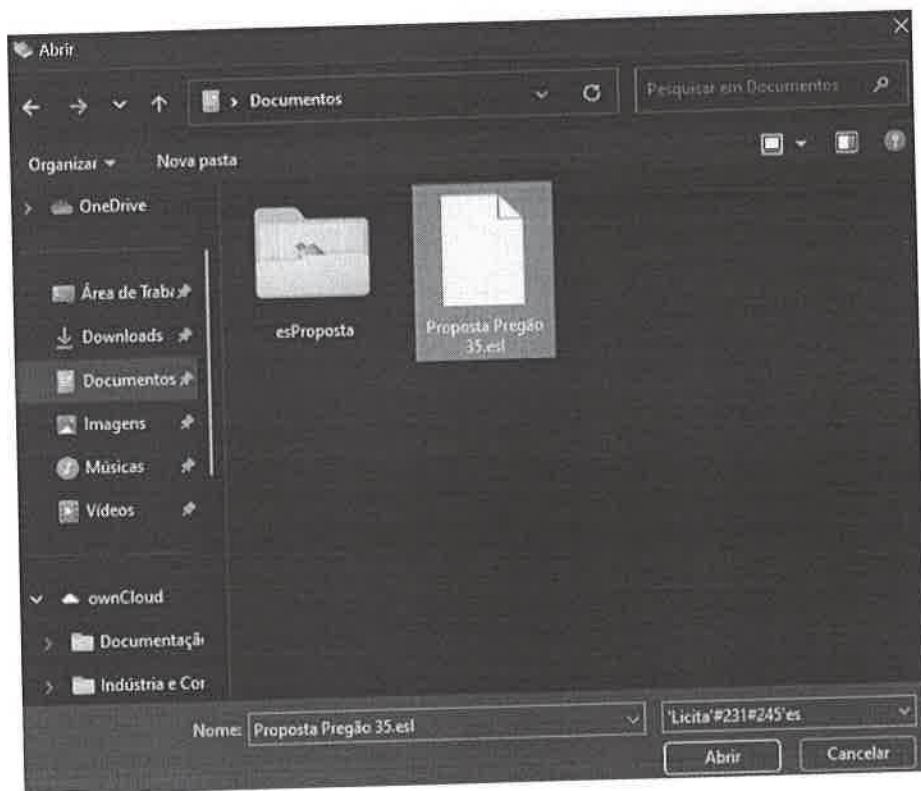 Abrir
Documentos
Pesquisar em Documentos
Organizar
Nova pasta
OneDrive
Área de Traba
Downloads
Documentos
Imagens
Músicas
Vídeos
ownCloud
Documentaçã
Indústria e Cor
esProposta
Proposta Pregão
35.esl
Nome:
Proposta Pregão 35.esl
'Licita'#231#245'es
Abrir
Cancelar